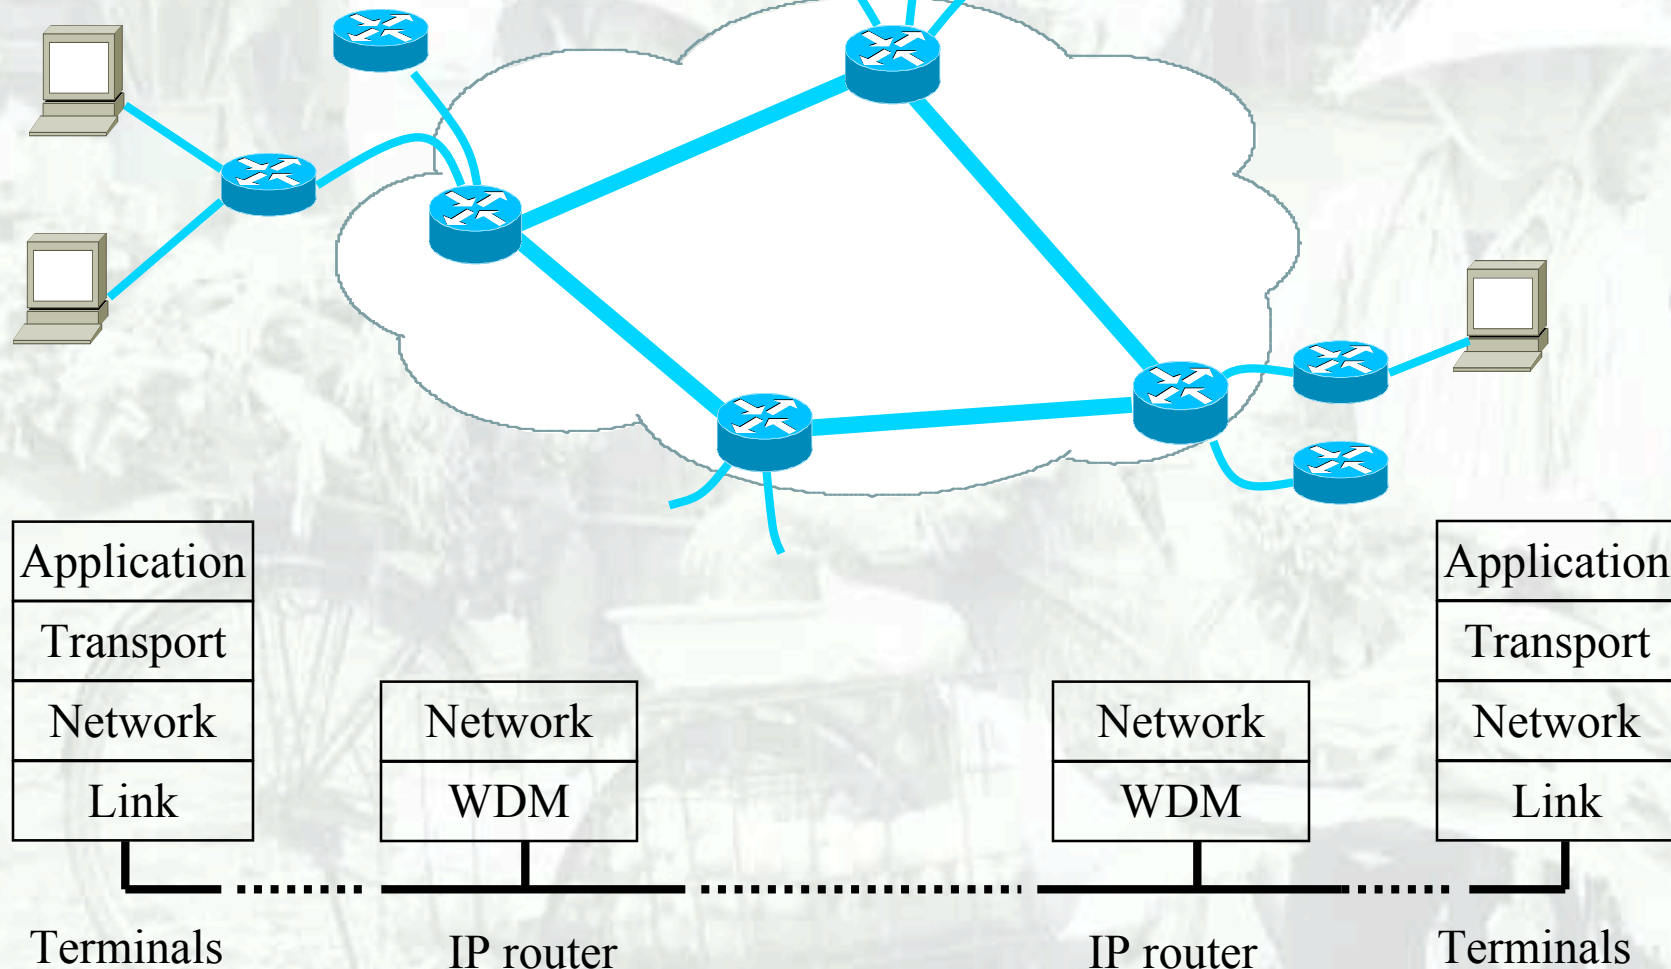 Application
Transport
Network
Link
Terminals
Network
WDM
IP router
Network
WDM
IP router
Application
Transport
Network
Link
Terminals